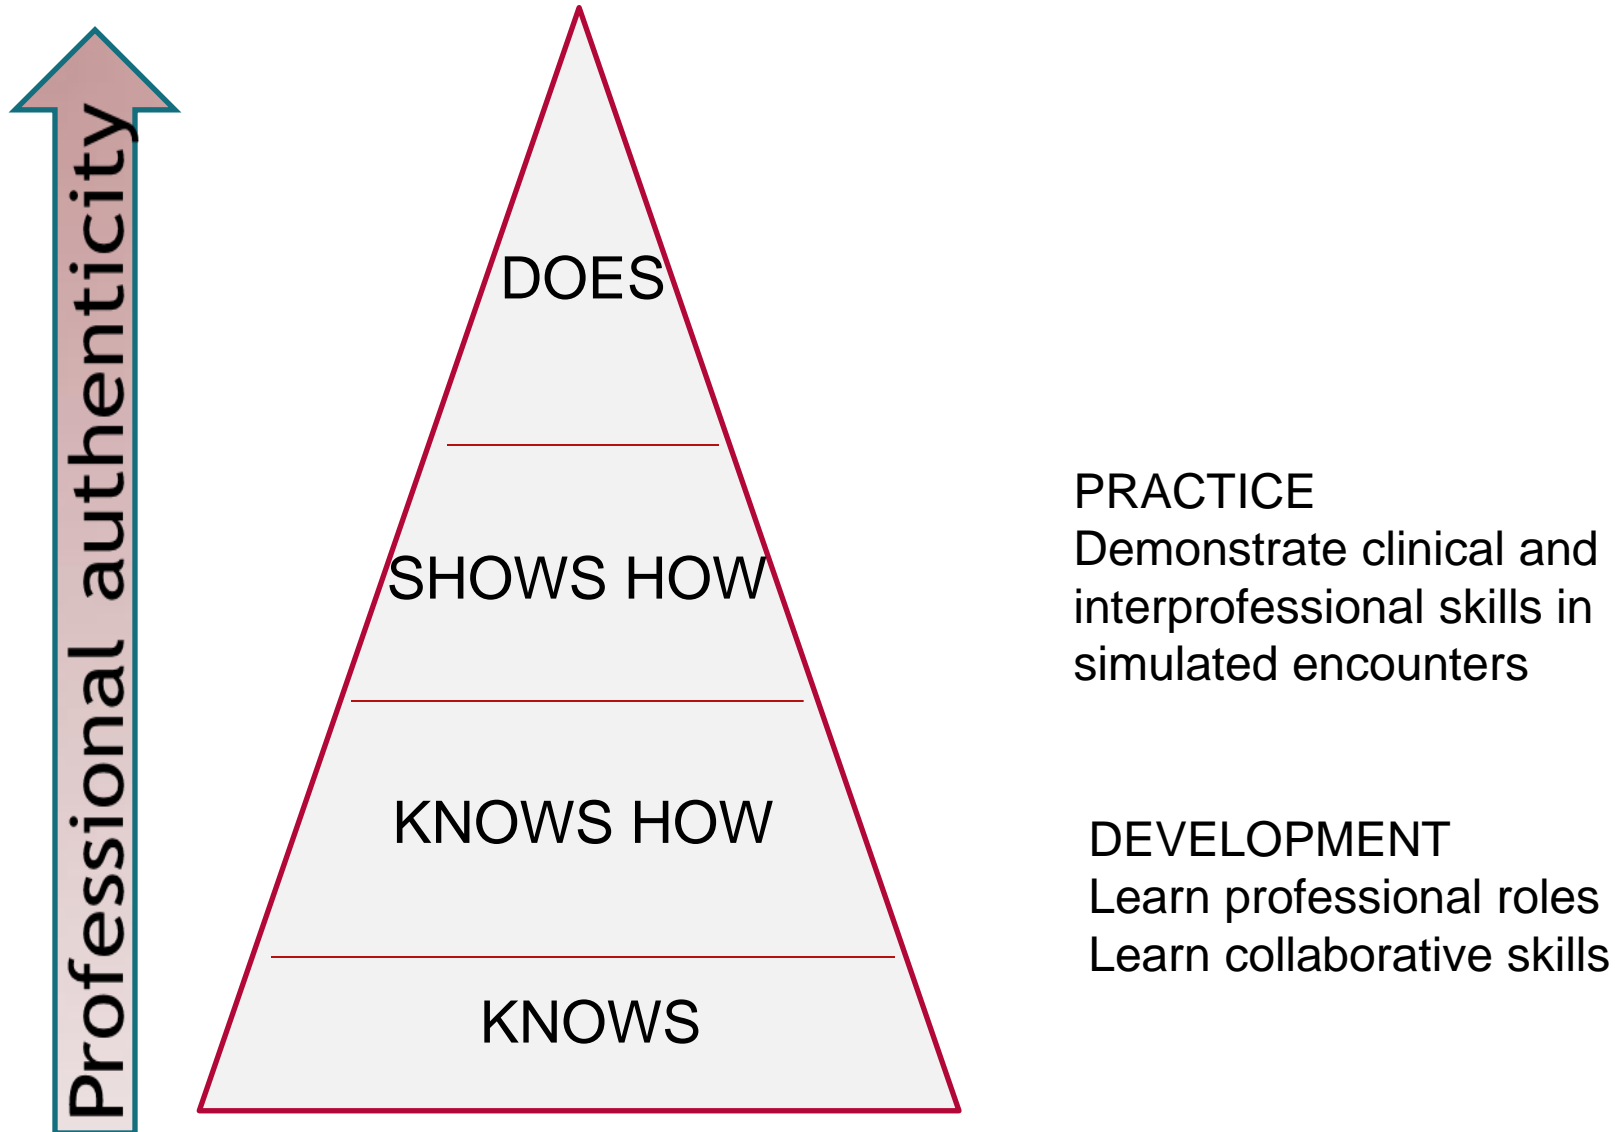 Professional authenticity
DOES
SHOWS HOW
KNOWS HOW
KNOWS
PRACTICE
Demonstrate clinical and
interprofessional skills in
simulated encounters
DEVELOPMENT
Learn professional roles
Learn collaborative skills